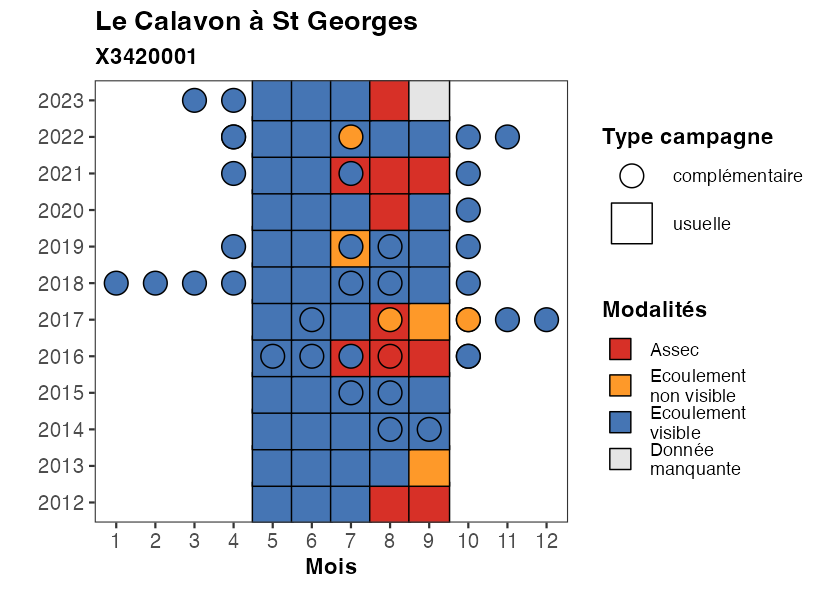 Le Calavon à St Georges
X3420001
2023
2022
2021
2020
2019
2018
2017
2016
2015
2014
2013
2012
1 2 3 4 5 6 7 8 9 10 11 12
Mois
Type campagne
complémentaire
usuelle
Modalités
Assec
Ecoulement
non visible
Ecoulement
visible
Donnée
manquante